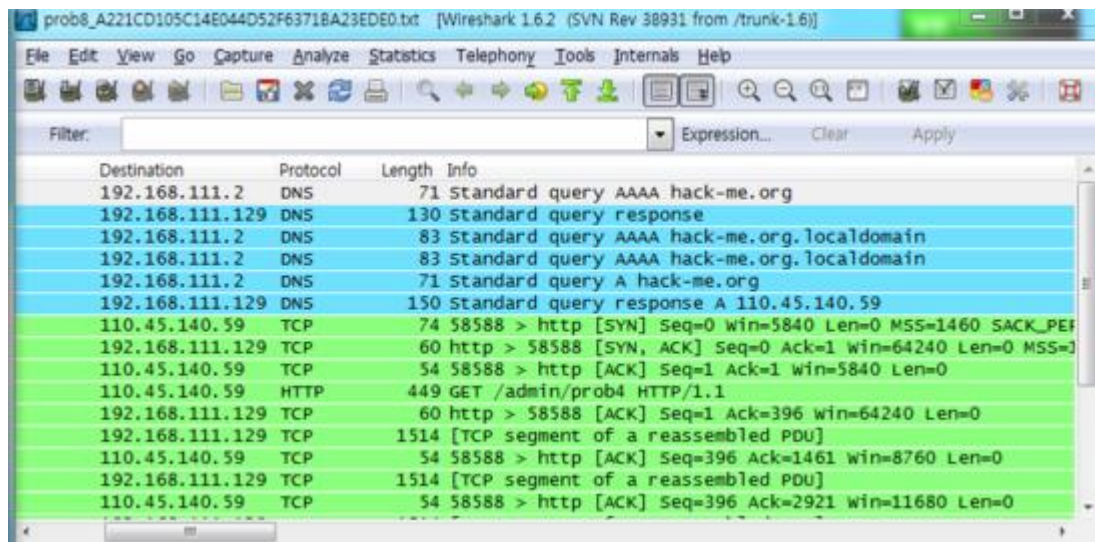 prob8_A221CD105C14E044D52F6371BA23EDE0.txt [Wireshark 1.6.2 (SVN Rev 38931 from /trunk-1.6)]
File Edit View Go Capture Analyze Statistics Telephony Tools Internals Help
Filter: Expression... Clear Apply
Destination Protocol Length Info
192.168.111.2 DNS 71 Standard query AAAA hack-me.org
192.168.111.129 DNS 130 Standard query response
192.168.111.2 DNS 83 Standard query AAAA hack-me.org.localdomain
192.168.111.2 DNS 83 Standard query AAAA hack-me.org.localdomain
192.168.111.2 DNS 71 Standard query A hack-me.org
192.168.111.129 DNS 150 Standard query response A 110.45.140.59
110.45.140.59 TCP 74 58588 > http [SYN] Seq=0 Win=5840 Len=0 MSS=1460 SACK_PER
192.168.111.129 TCP 60 http > 58588 [SYN, ACK] Seq=0 Ack=1 Win=64240 Len=0 MSS=1
110.45.140.59 TCP 54 58588 > http [ACK] Seq=1 Ack=1 Win=5840 Len=0
110.45.140.59 HTTP 449 GET /admin/prob4 HTTP/1.1
192.168.111.129 TCP 60 http > 58588 [ACK] Seq=1 Ack=396 Win=64240 Len=0
192.168.111.129 TCP 1514 [TCP segment of a reassembled PDU]
110.45.140.59 TCP 54 58588 > http [ACK] Seq=396 Ack=1461 Win=8760 Len=0
192.168.111.129 TCP 1514 [TCP segment of a reassembled PDU]
110.45.140.59 TCP 54 58588 > http [ACK] Seq=396 Ack=2921 Win=11680 Len=0